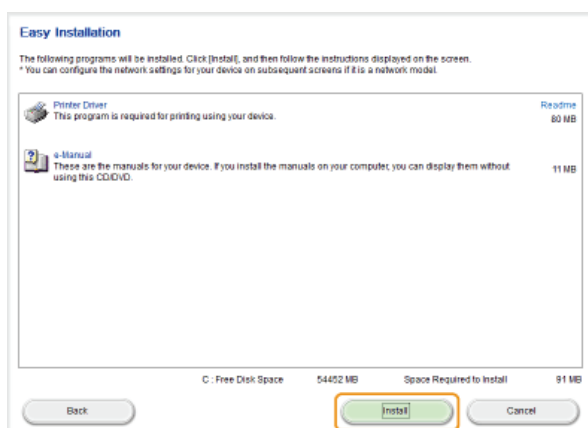 Easy Installation
The following programs will be installed. Click [Install], and then follow the instructions displayed on the screen.
* You can configure the network settings for your device on subsequent screens if it is a network model.
Printer Driver
Readme
This program is required for printing using your device.
80 MB
e-Manual
These are the manuals for your device. If you install the manuals on your computer, you can display them without
11 MB
using this CD/DVD.
C : Free Disk Space 54452 MB Space Required to Install 91 MB
Back Install Cancel